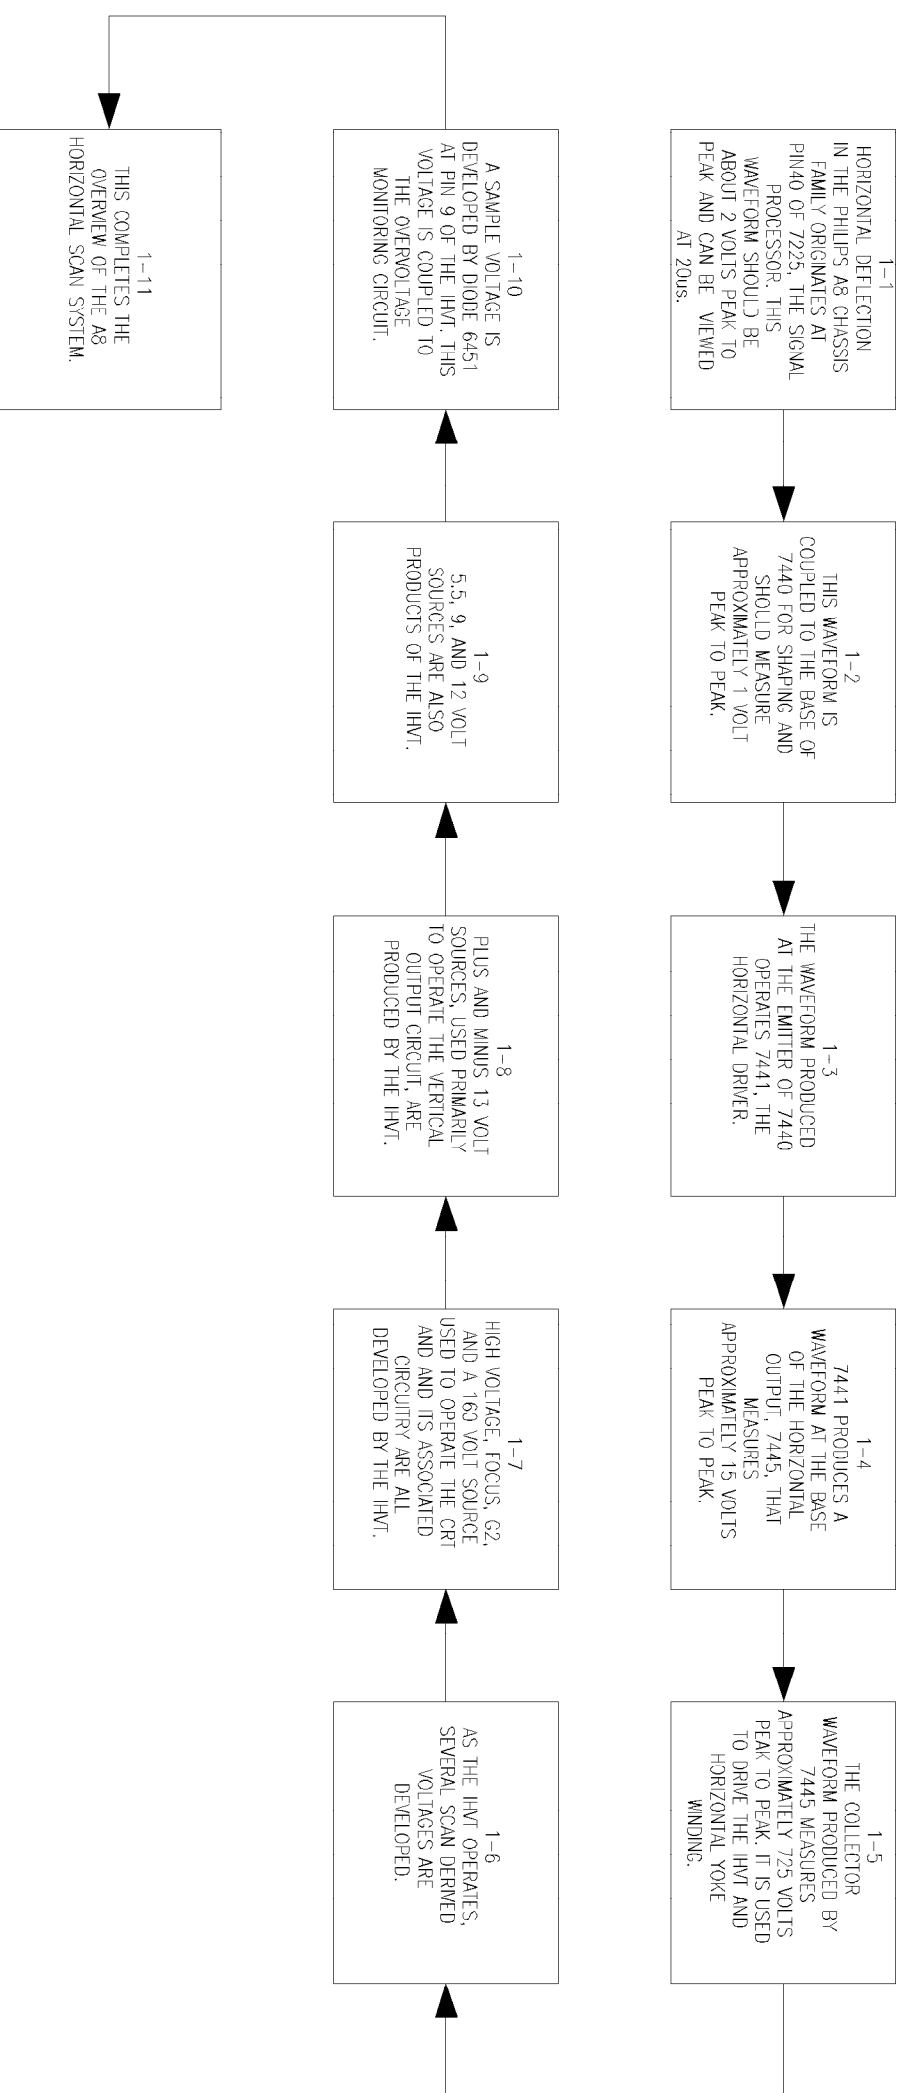 1-1
HORIZONTAL DEFLECTION
IN THE PHILIPS A8 CHASSIS
FAMILY ORIGINATES AT
PIN40 OF 7225, THE SIGNAL
PROCESSOR. THIS
WAVEFORM SHOULD BE
ABOUT 2 VOLTS PEAK TO
PEAK AND CAN BE VIEWED
AT 20us.
1-2
THIS WAVEFORM IS
COUPLED TO THE BASE OF
7440 FOR SHAPING AND
SHOULD MEASURE
APPROXIMATELY 1 VOLT
PEAK TO PEAK.
1-3
THE WAVEFORM PRODUCED
AT THE EMITTER OF 7440
OPERATES 7441, THE
HORIZONTAL DRIVER.
1-4
7441 PRODUCES A
WAVEFORM AT THE BASE
OF THE HORIZONTAL
OUTPUT, 7445, THAT
MEASURES
APPROXIMATELY 15 VOLTS
PEAK TO PEAK.
1-5
THE COLLECTOR
WAVEFORM PRODUCED BY
7445 MEASURES
APPROXIMATELY 725 VOLTS
PEAK TO PEAK. IT IS USED
TO DRIVE THE IHVT AND
HORIZONTAL YOKE
WINDING.
1-6
AS THE IHVT OPERATES,
SEVERAL SCAN DERIVED
VOLTAGES ARE
DEVELOPED.
1-7
HIGH VOLTAGE, FOCUS, G2,
AND A 160 VOLT SOURCE
USED TO OPERATE THE CRT
AND AND ITS ASSOCIATED
CIRCUITRY ARE ALL
DEVELOPED BY THE IHVT.
1-8
PLUS AND MINUS 13 VOLT
SOURCES, USED PRIMARILY
TO OPERATE THE VERTICAL
OUTPUT CIRCUIT, ARE
PRODUCED BY THE IHVT.
1-9
5.5, 9, AND 12 VOLT
SOURCES ARE ALSO
PRODUCTS OF THE IHVT.
1-10
A SAMPLE VOLTAGE IS
DEVELOPED BY DIODE 6451
AT PIN 9 OF THE IHVT. THIS
VOLTAGE IS COUPLED TO
THE OVERVOLTAGE
MONITORING CIRCUIT.
1-11
THIS COMPLETES THE
OVERVIEW OF THE A8
HORIZONTAL SCAN SYSTEM.